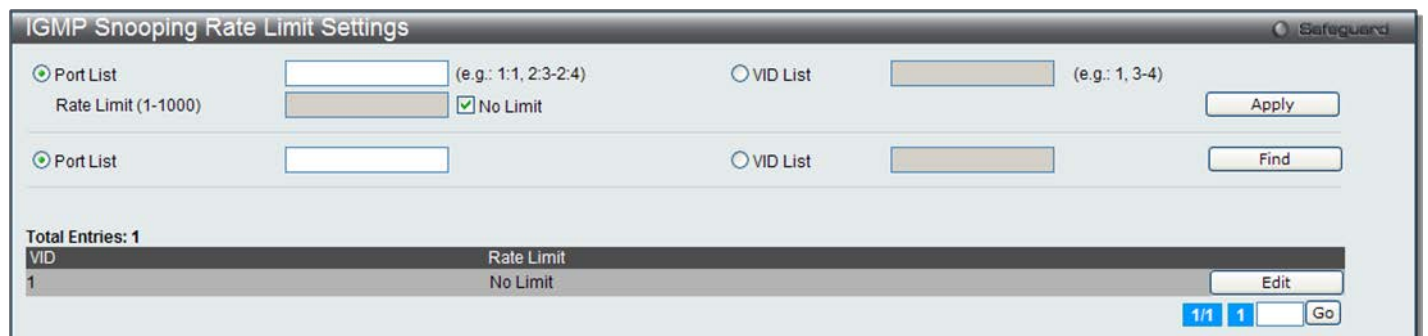 IGMP Snooping Rate Limit Settings
Safeguard
Port List (e.g.: 1:1, 2:3-2:4) VID List (e.g.: 1, 3-4)
Rate Limit (1-1000) No Limit Apply
Port List VID List Find
Total Entries: 1
VID Rate Limit
1 No Limit Edit
1/1 1 Go